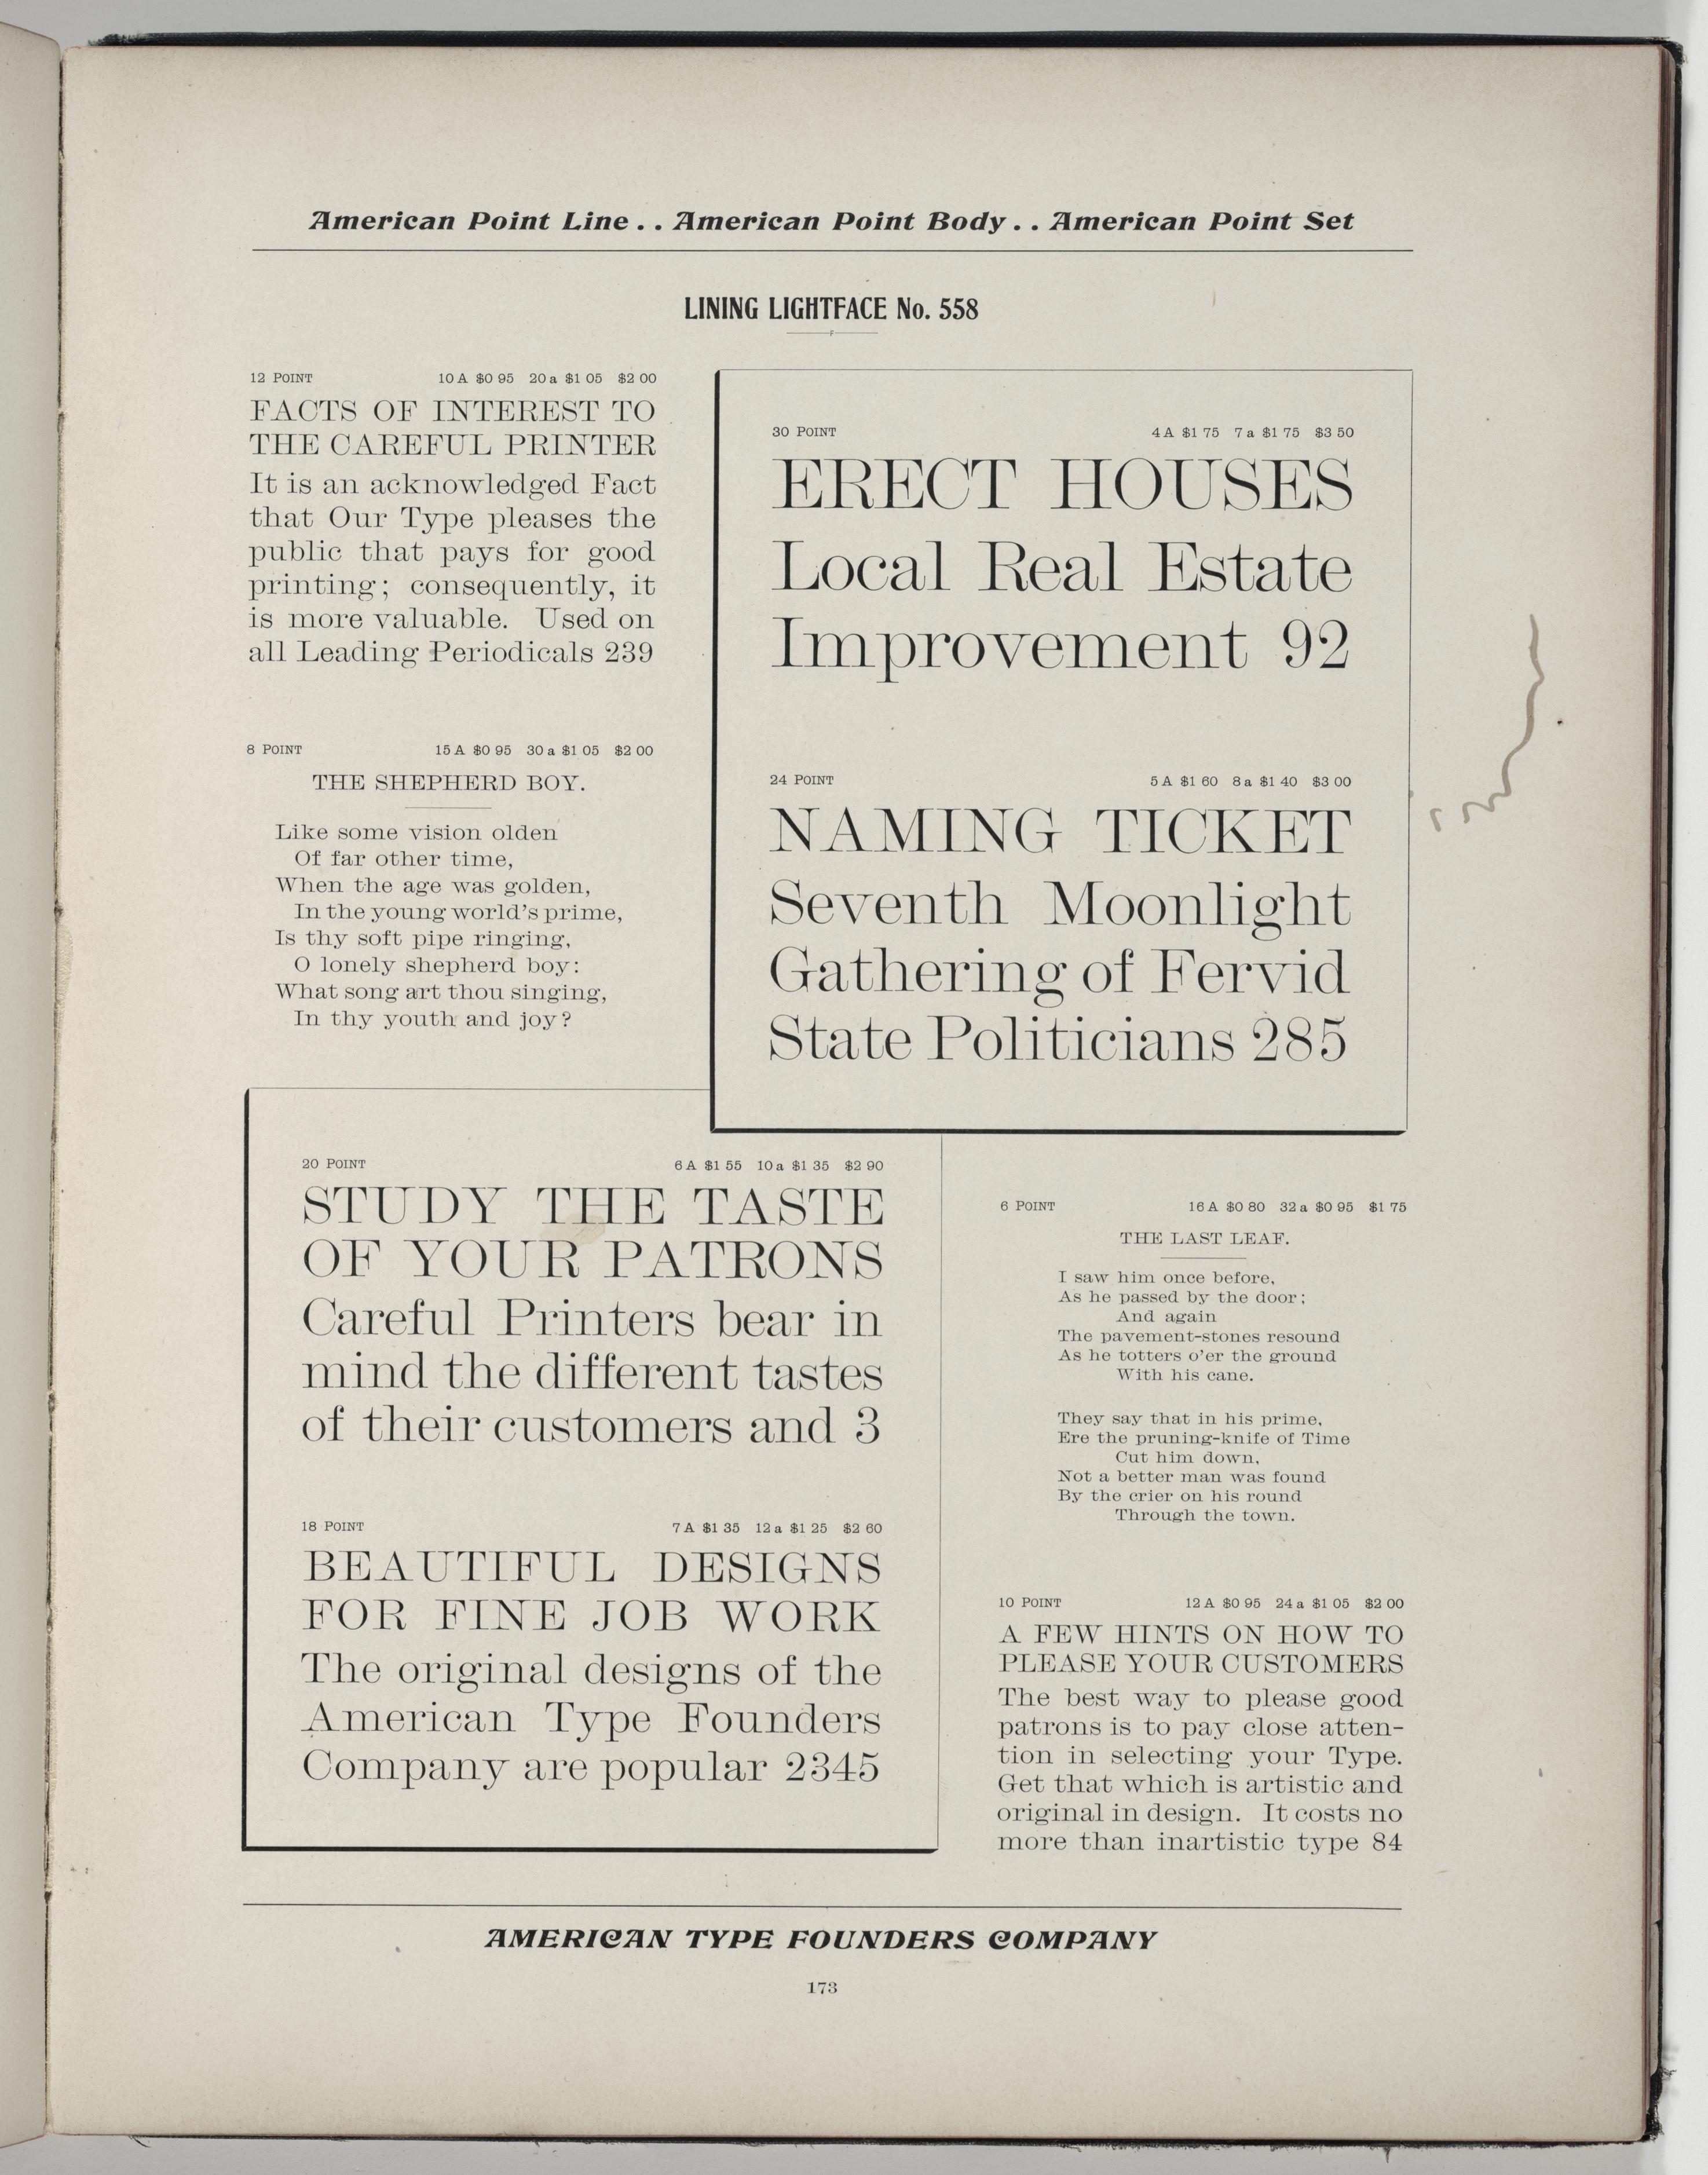 American Point Line . . American Point Body . . American Point Set
LINING LIGHTFACE No. 558
12 POINT 10 A $0 95 20 a $1 05 $2 00
FACTS OF INTEREST TO
THE CAREFUL PRINTER
It is an acknowledged Fact
that Our Type pleases the
public that pays for good
printing; consequently, it
is more valuable. Used on
all Leading Periodicals 239
8 POINT 15 A $0 95 30 a $1 05 $2 00
THE SHEPHERD BOY.
Like some vision olden
Of far other time,
When the age was golden,
In the young world's prime,
Is thy soft pipe ringing,
O lonely shepherd boy:
What song art thou singing,
In thy youth and joy?
30 POINT 4 A $1 75 7 a $1 75 $3 50
ERECT HOUSES
Local Real Estate
Improvement 92
24 POINT 5 A $1 60 8 a $1 40 $3 00
NAMING TICKET
Seventh Moonlight
Gathering of Fervid
State Politicians 285
20 POINT 6 A $1 55 10 a $1 35 $2 90
STUDY THE TASTE
OF YOUR PATRONS
Careful Printers bear in
mind the different tastes
of their customers and 3
18 POINT 7 A $1 35 12 a $1 25 $2 60
BEAUTIFUL DESIGNS
FOR FINE JOB WORK
The original designs of the
American Type Founders
Company are popular 2345
6 POINT 16 A $0 80 32 a $0 95 $1 75
THE LAST LEAF.
I saw him once before,
As he passed by the door;
And again
The pavement-stones resound
As he totters o'er the ground
With his cane.
They say that in his prime,
Ere the pruning-knife of Time
Cut him down,
Not a better man was found
By the crier on his round
Through the town.
10 POINT 12 A $0 95 24 a $1 05 $2 00
A FEW HINTS ON HOW TO
PLEASE YOUR CUSTOMERS
The best way to please good
patrons is to pay close atten-
tion in selecting your Type.
Get that which is artistic and
original in design. It costs no
more than inartistic type 84
AMERICAN TYPE FOUNDERS COMPANY
173